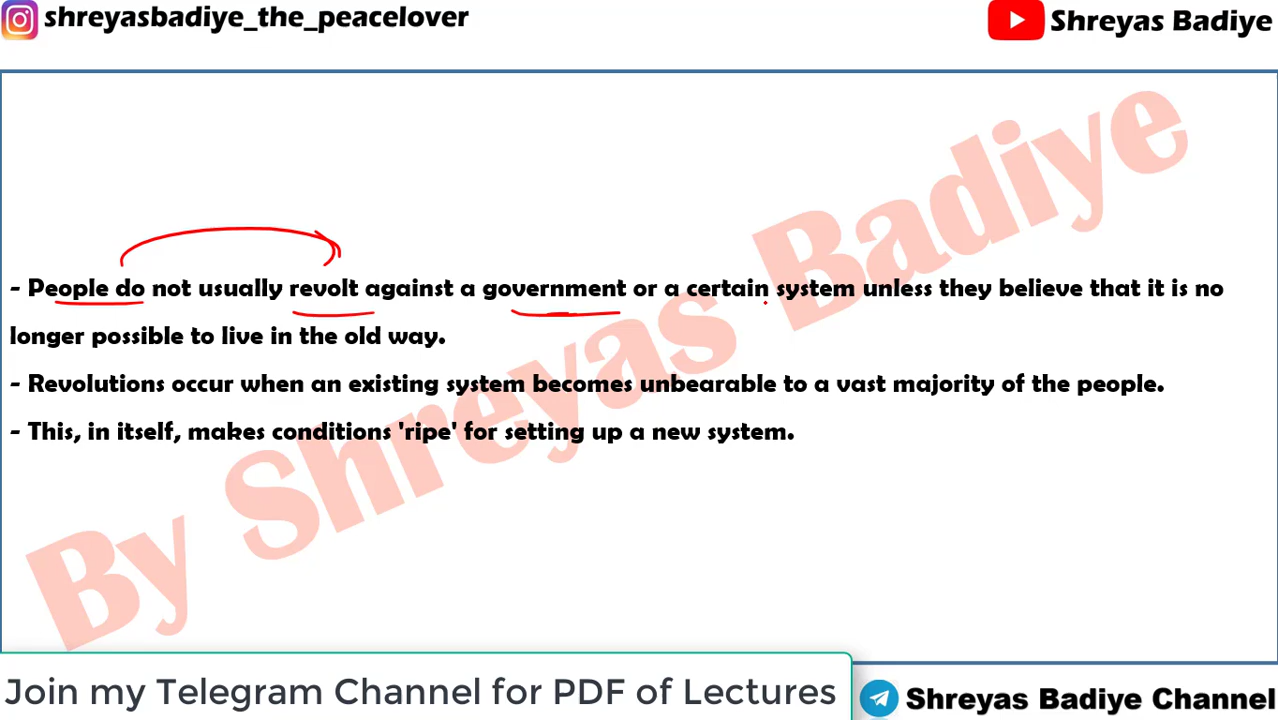 shreyasbadiye_the_peacelover
Shreyas Badiye
- People do not usually revolt against a government or a certain system unless they believe that it is no
longer possible to live in the old way.
- Revolutions occur when an existing system becomes unbearable to a vast majority of the people.
- This, in itself, makes conditions 'ripe' for setting up a new system.
By Shreyas Badiye
Join my Telegram Channel for PDF of Lectures
Shreyas Badiye Channel